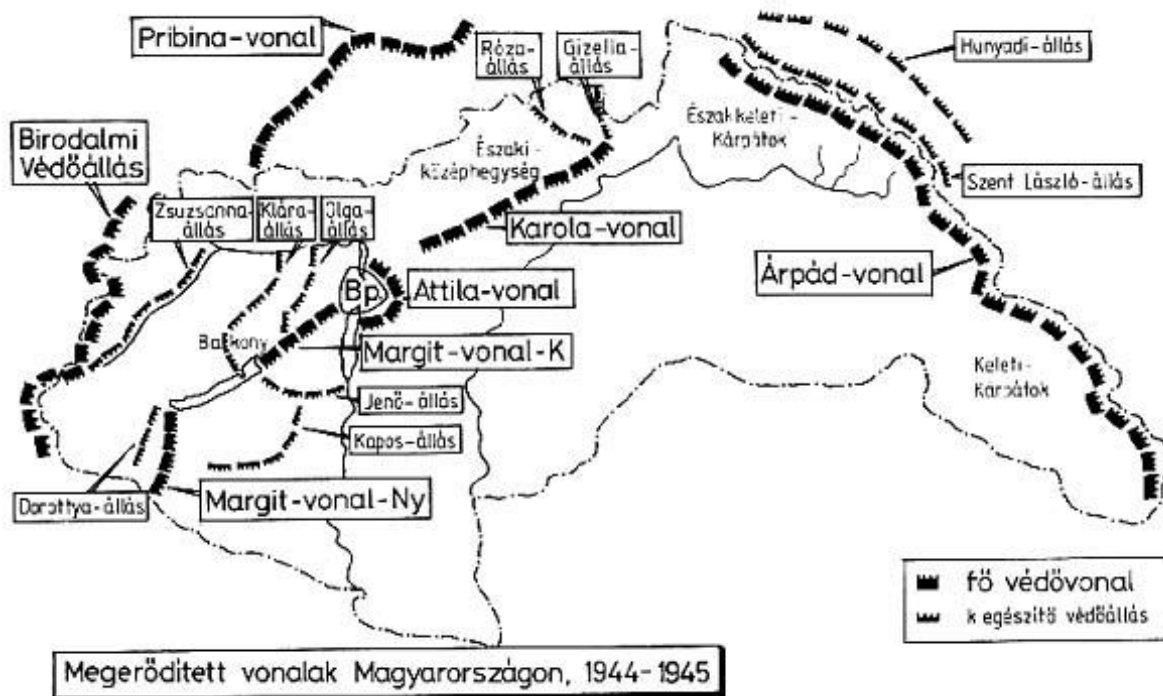 Pribina-vonal
Róza-
állás
Gizella-
állás
Hunyadi-állás
Birodalmi
Védőállás
Északi-
középhegység
Északkeleti-
Kárpátok
Szent László-állás
Zsuzsanna-
állás
Klára-
állás
Olga-
állás
Karola-vonal
Árpád-vonal
Bp.
Attila-vonal
Bakony
Margit-vonal-K
Keleti-
Kárpátok
Jenő-állás
Kapos-állás
Dorottya-állás
Margit-vonal-Ny
fő védővonal
kiegészítő védőállás
Megerődített vonalak Magyarországon, 1944-1945